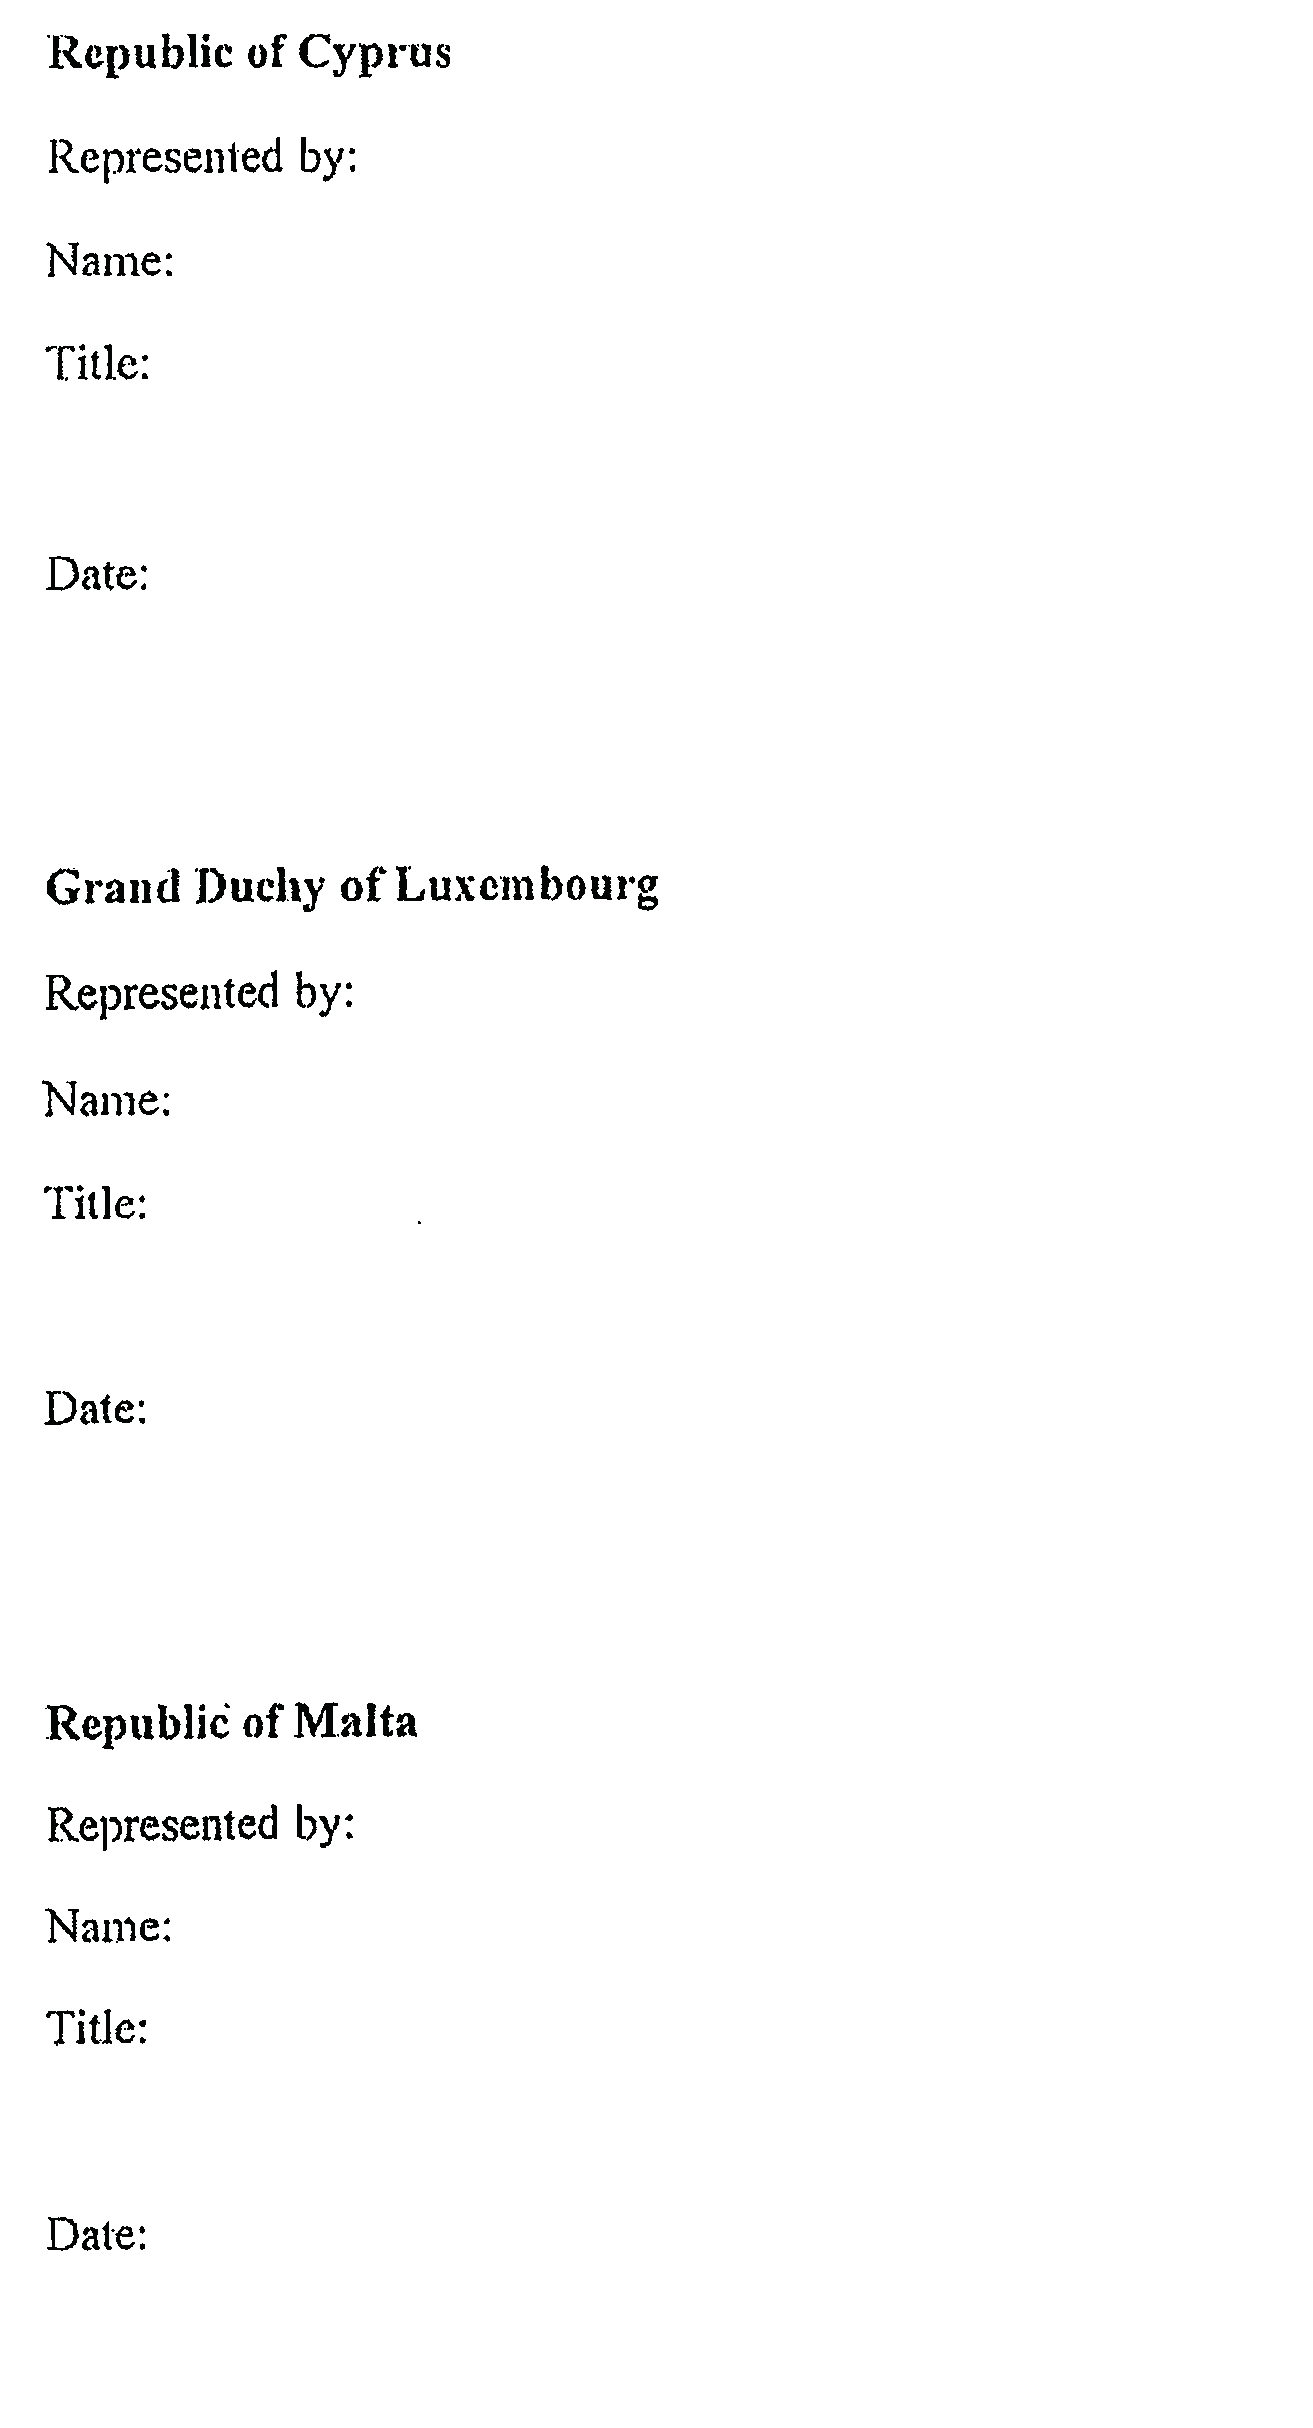 Republic of Cyprus
Represented by:
Name:
Title:
Date:
Grand Duchy of Luxembourg
Represented by:
Name:
Title:
Date:
Republic of Malta
Represented by:
Name:
Title:
Date: